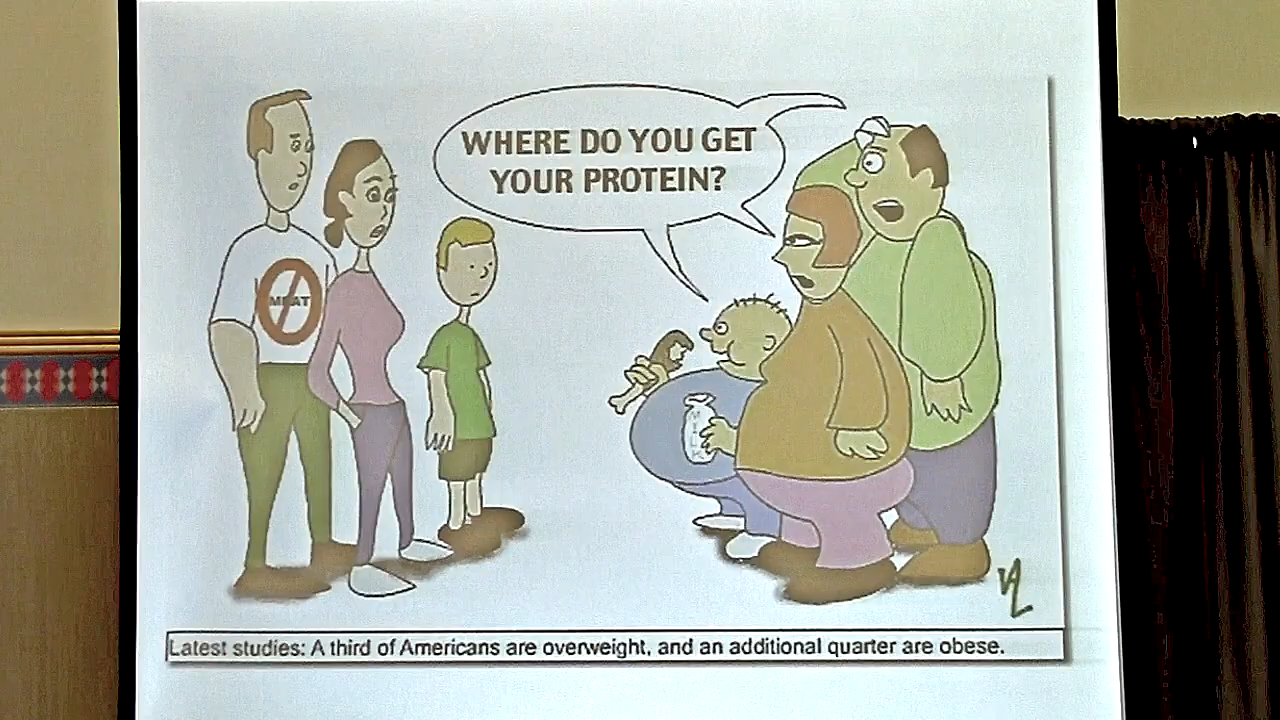 WHERE DO YOU GET
YOUR PROTEIN?
MEAT
MILK
Latest studies: A third of Americans are overweight, and an additional quarter are obese.